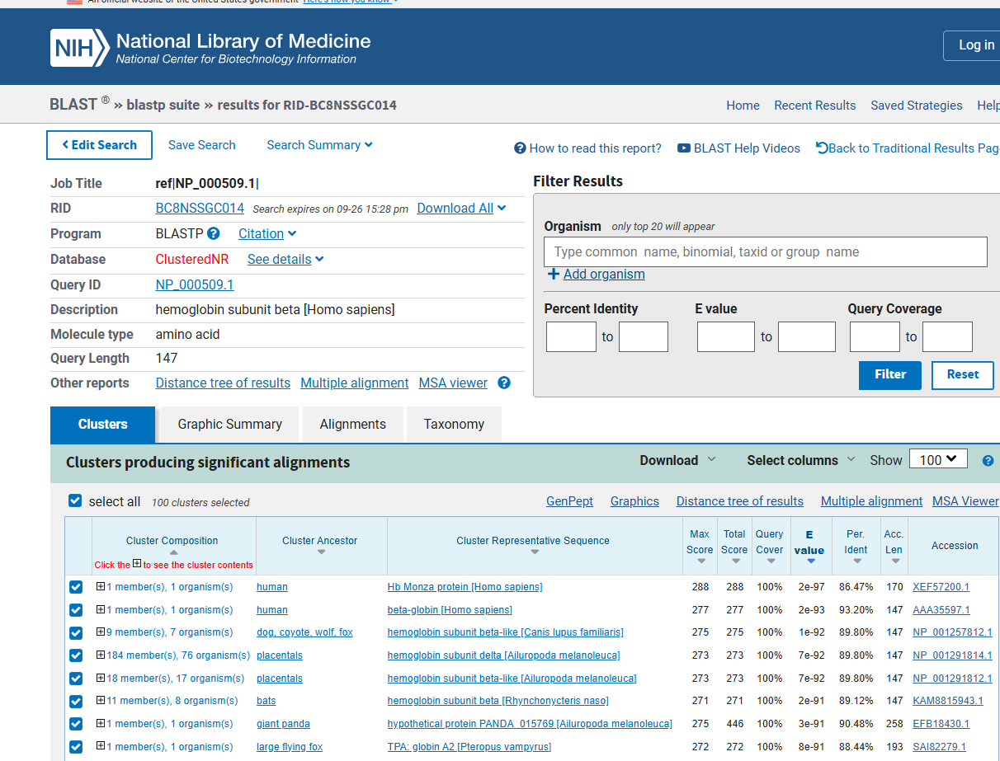 An official website of the United States government Here's how you know
NIH National Library of Medicine
National Center for Biotechnology Information
Log in
BLAST ® » blastp suite » results for RID-BC8NSSGC014
Home Recent Results Saved Strategies Help
Edit Search Save Search Search Summary
How to read this report? BLAST Help Videos Back to Traditional Results Page
Job Title ref|NP_000509.1|
RID BC8NSSGC014 Search expires on 09-26 15:28 pm Download All
Program BLASTP Citation
Database ClusteredNR See details
Query ID NP_000509.1
Description hemoglobin subunit beta [Homo sapiens]
Molecule type amino acid
Query Length 147
Other reports Distance tree of results Multiple alignment MSA viewer
Filter Results
Organism only top 20 will appear
Type common name, binomial, taxid or group name
Add organism
Percent Identity E value Query Coverage
to to to
Filter Reset
Clusters Graphic Summary Alignments Taxonomy
Clusters producing significant alignments Download Select columns Show 100
select all 100 clusters selected GenPept Graphics Distance tree of results Multiple alignment MSA Viewer
Cluster Composition
Click the + to see the cluster contents
Cluster Ancestor
Cluster Representative Sequence
Max Score
Total Score
Query Cover
E value
Per. Ident
Acc. Len
Accession
1 member(s), 1 organism(s) human Hb Monza protein [Homo sapiens] 288 288 100% 2e-97 86.47% 170 XEF57200.1
1 member(s), 1 organism(s) human beta-globin [Homo sapiens] 277 277 100% 2e-93 93.20% 147 AAA35597.1
9 member(s), 7 organism(s) dog, coyote, wolf, fox hemoglobin subunit beta-like [Canis lupus familiaris] 275 275 100% 1e-92 89.80% 147 NP_001257812.1
184 member(s), 76 organism(s) placentals hemoglobin subunit delta [Ailuropoda melanoleuca] 273 273 100% 7e-92 89.80% 147 NP_001291814.1
18 member(s), 17 organism(s) placentals hemoglobin subunit beta-like [Ailuropoda melanoleuca] 273 273 100% 7e-92 89.80% 147 NP_001291812.1
11 member(s), 8 organism(s) bats hemoglobin subunit beta [Rhynchonycteris naso] 271 271 100% 2e-91 89.12% 147 KAM8815943.1
1 member(s), 1 organism(s) giant panda hypothetical protein PANDA_015769 [Ailuropoda melanoleuca] 275 446 100% 3e-91 90.48% 258 EFB18430.1
1 member(s), 1 organism(s) large flying fox TPA: globin A2 [Pteropus vampyrus] 272 272 100% 8e-91 88.44% 193 SAI82279.1